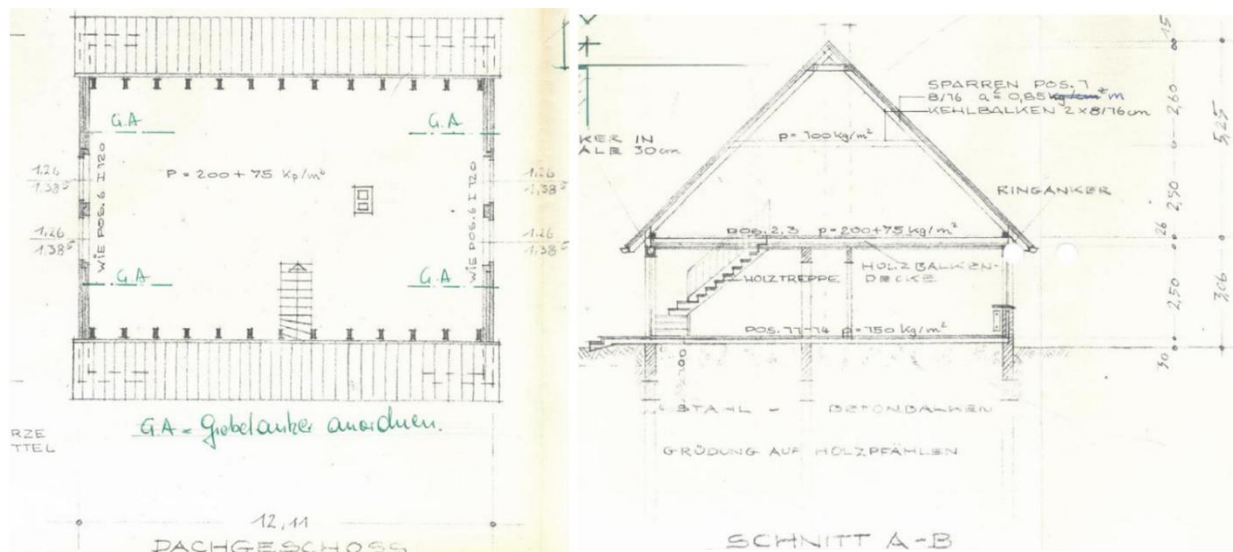 G.A
G.A
1.26
1.38⁵
P = 200 + 75 Kp/m²
1.26
1.38⁵
WIE POS. 6 I 120
WIE POS. 6 I 120
1.26
1.38⁵
1.26
1.38⁵
G.A
G.A
G.A = Giebelanker anordnen.
RZE
TTEL
12,11
DACHGESCHOSS
KER IN
ALB 30cm
SPARREN POS. 1
8/16 a = 0,85 m
KEHLBALKEN 2 x 8/16 cm
p = 100 kg/m²
RINGANKER
POS. 2,3 p = 200+75 kg/m²
HOLZTREPPE
HOLZBALKEN-
DECKE
POS. 11-14 p = 150 kg/m²
STAHL - BETONBALKEN
GRÜDUNG AUF HOLZPFÄHLEN
15
2,60
5,25
2,50
26
2,50
3,06
30
SCHNITT A-B